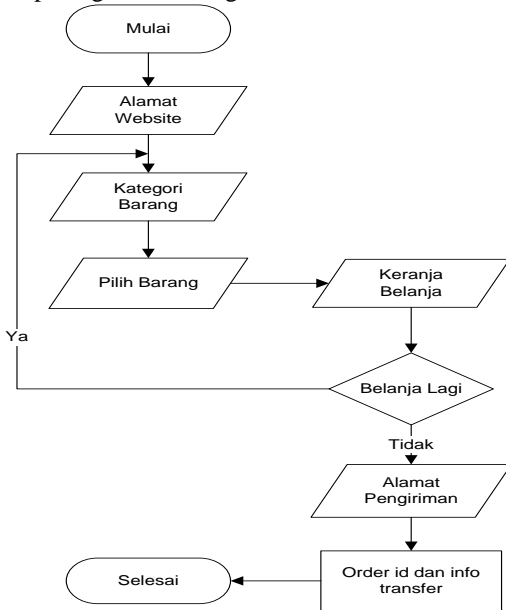 Mulai
Alamat
Website
Kategori
Barang
Pilih Barang
Keranja
Belanja
Ya
Belanja Lagi
Tidak
Alamat
Pengiriman
Order id dan info
transfer
Selesai